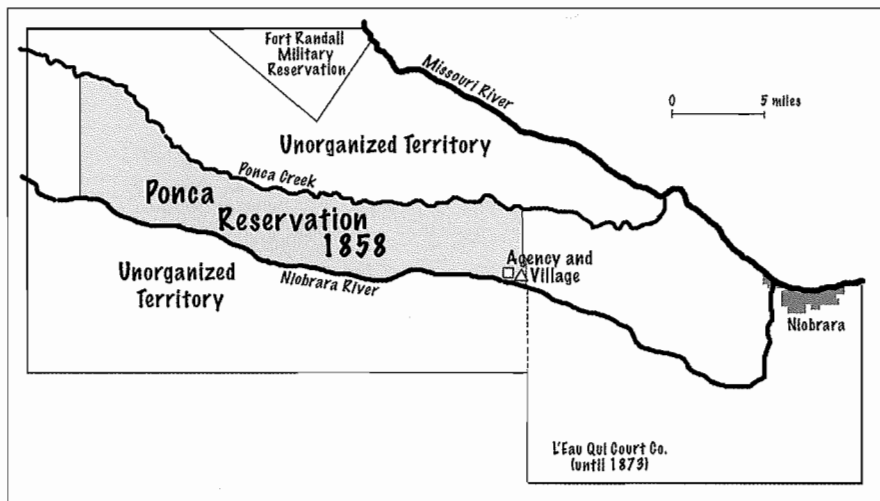 Fort Randall
Military
Reservation
Missouri River
0 5 miles
Unorganized Territory
Ponca Creek
Ponca
Reservation
1858
Agency and
Village
Unorganized
Territory
Niobrara River
Niobrara
L'Eau Qui Court Co.
(until 1873)